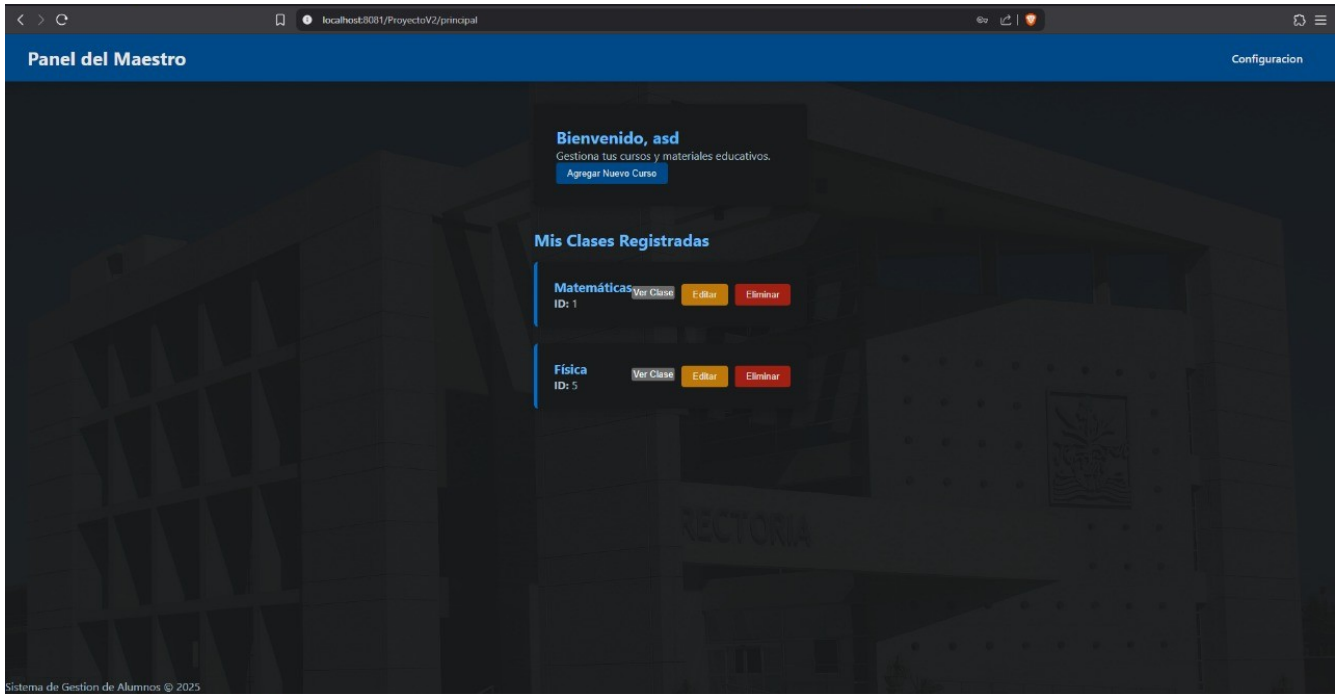 localhost:8081/ProyectoV2/principal
Panel del Maestro
Configuracion
Bienvenido, asd
Gestiona tus cursos y materiales educativos.
Agregar Nuevo Curso
Mis Clases Registradas
Matemáticas
ID: 1
Ver Clase Editar Eliminar
Física
ID: 5
Ver Clase Editar Eliminar
RECTORIA
Sistema de Gestion de Alumnos © 2025